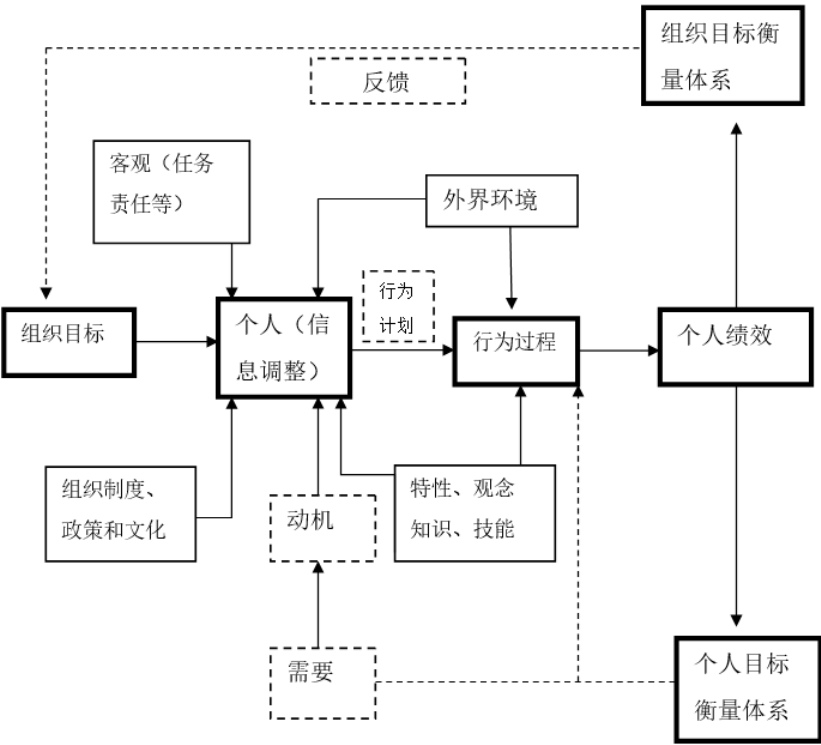 组织目标衡
量体系
反馈
客观（任务
责任等）
外界环境
行为
计划
组织目标
个人（信
息调整）
行为过程
个人绩效
组织制度、
政策和文化
动机
特性、观念
知识、技能
需要
个人目标
衡量体系